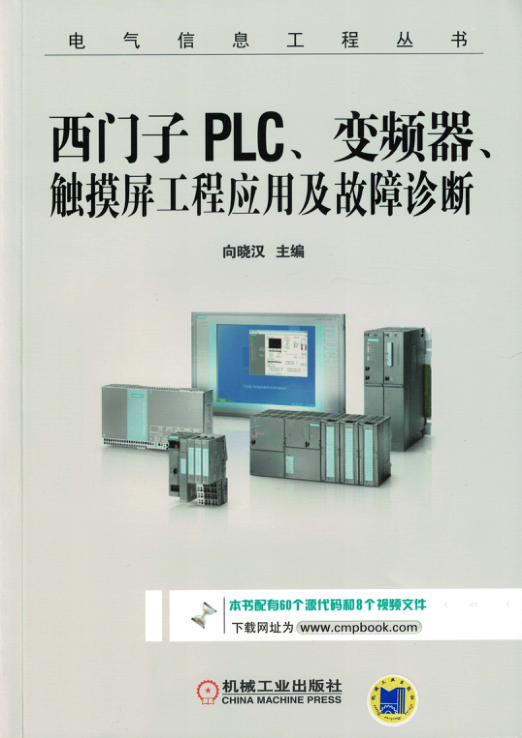 电气信息工程丛书
西门子 PLC、变频器、
触摸屏工程应用及故障诊断
向晓汉 主编
本书配有60个源代码和8个视频文件
下载网址为 www.cmpbook.com
机械工业出版社
CHINA MACHINE PRESS